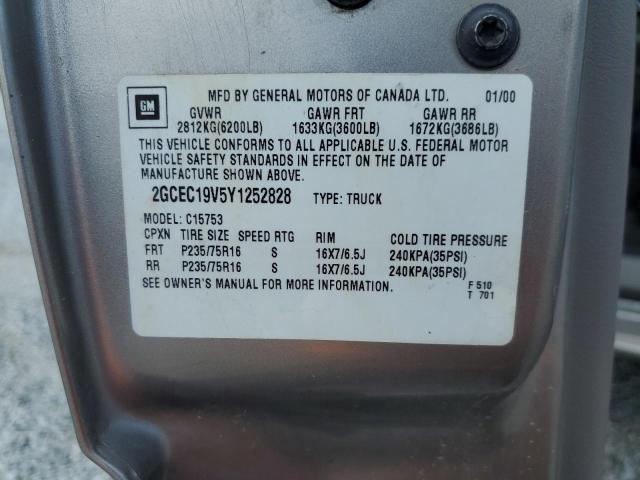 GM
MFD BY GENERAL MOTORS OF CANADA LTD. 01/00
GVWR GAWR FRT GAWR RR
2812KG(6200LB) 1633KG(3600LB) 1672KG(3686LB)
THIS VEHICLE CONFORMS TO ALL APPLICABLE U.S. FEDERAL MOTOR
VEHICLE SAFETY STANDARDS IN EFFECT ON THE DATE OF
MANUFACTURE SHOWN ABOVE.
2GCEC19V5Y1252828 TYPE: TRUCK
MODEL: C15753
CPXN TIRE SIZE SPEED RTG RIM COLD TIRE PRESSURE
FRT P235/75R16 S 16X7/6.5J 240KPA(35PSI)
RR P235/75R16 S 16X7/6.5J 240KPA(35PSI)
SEE OWNER'S MANUAL FOR MORE INFORMATION. F 510
T 701